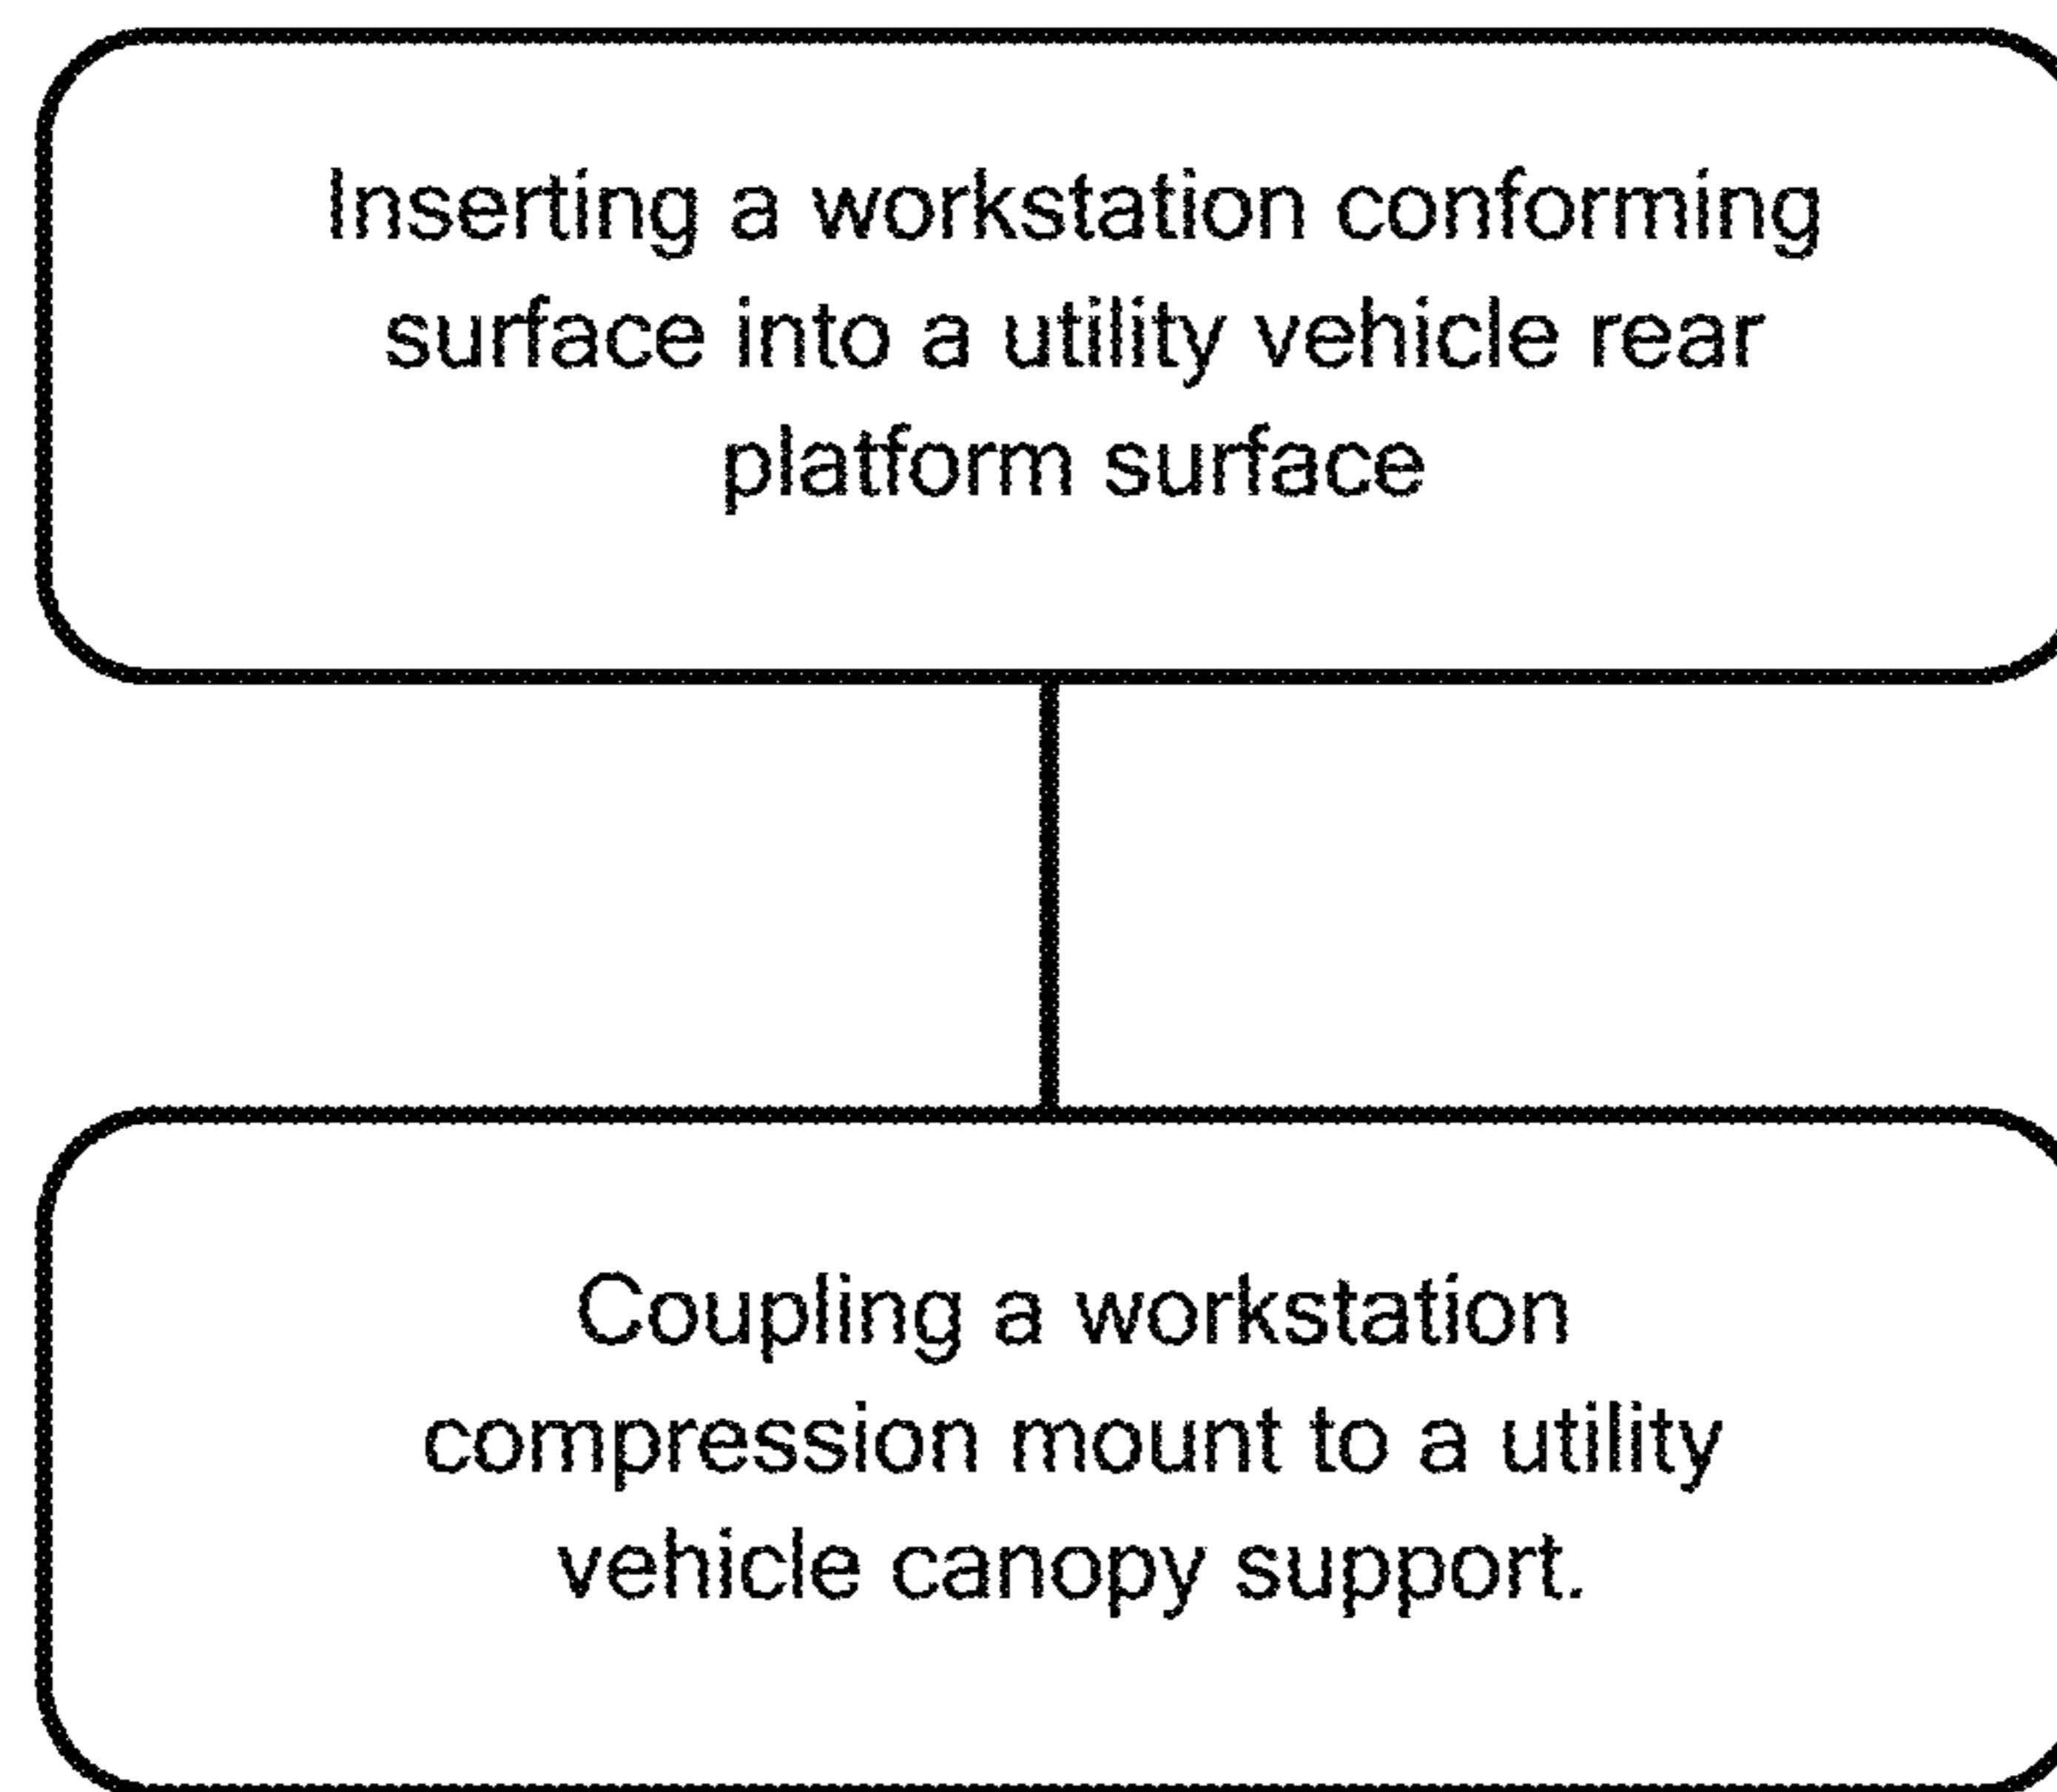 Inserting a workstation conforming
surface into a utility vehicle rear
platform surface
Coupling a workstation
compression mount to a utility
vehicle canopy support.